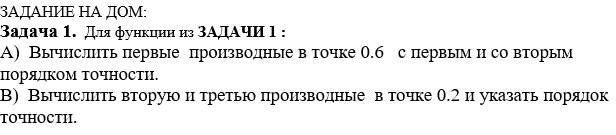 ЗАДАНИЕ НА ДОМ:
Задача 1. Для функции из ЗАДАЧИ 1 :
А) Вычислить первые производные в точке 0.6 с первым и со вторым
порядком точности.
В) Вычислить вторую и третью производные в точке 0.2 и указать порядок
точности.